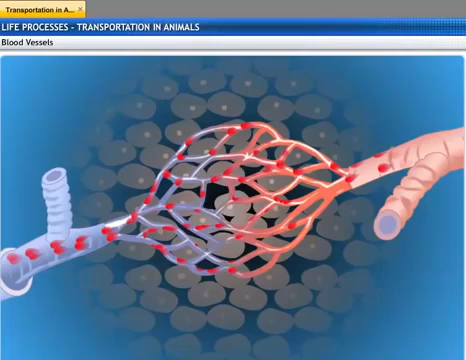 Transportation in A...
LIFE PROCESSES - TRANSPORTATION IN ANIMALS
Blood Vessels